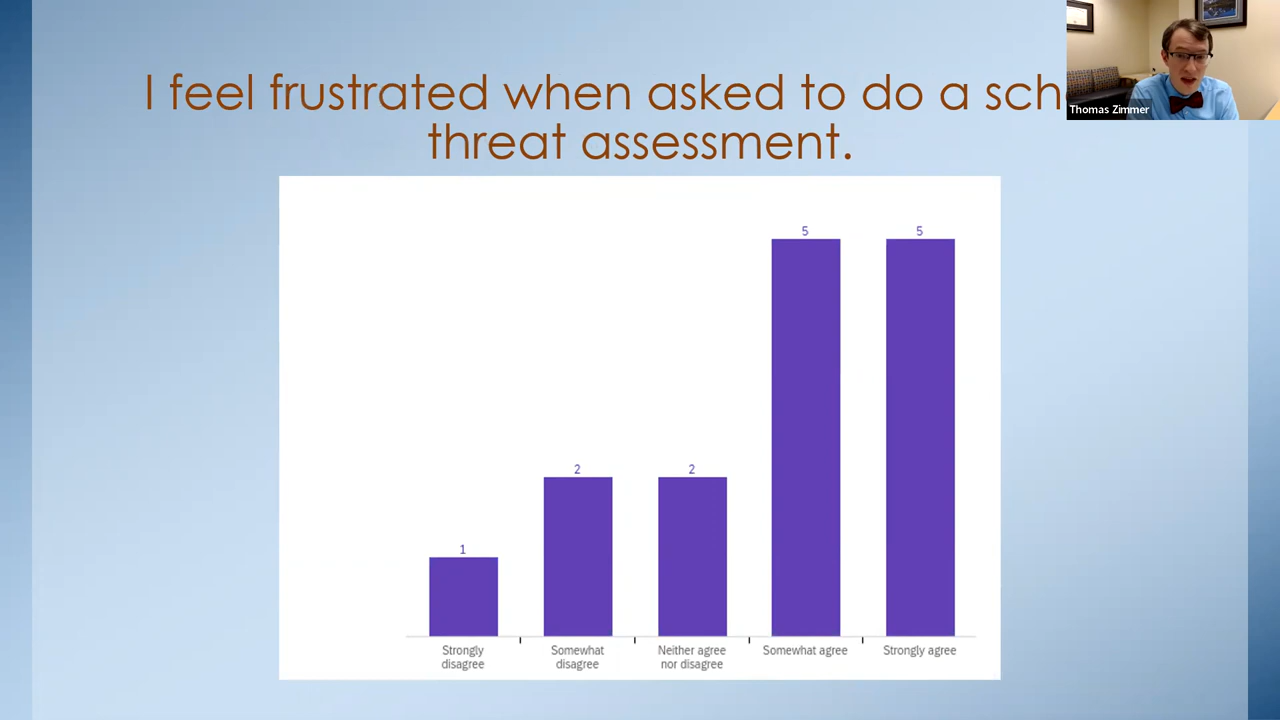 I feel frustrated when asked to do a sch
threat assessment.
Thomas Zimmer
5
5
2
2
1
Strongly
disagree
Somewhat
disagree
Neither agree
nor disagree
Somewhat agree
Strongly agree